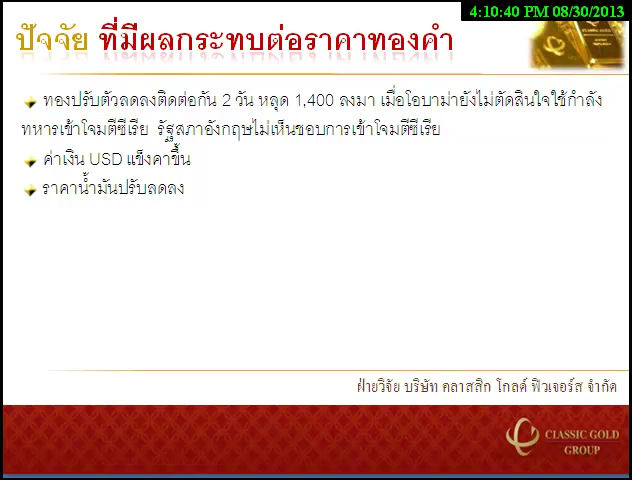 4:10:40 PM 08/30/2013
ปัจจัย ที่มีผลกระทบต่อราคาทองคำ
ทองปรับตัวลดลงติดต่อกัน 2 วัน หลุด 1,400 ลงมา เมื่อโอบาม่ายังไม่ตัดสินใจใช้กำลัง
ทหารเข้าโจมตีซีเรีย รัฐสภาอังกฤษไม่เห็นชอบการเข้าโจมตีซีเรีย
ค่าเงิน USD แข็งคาขึ้น
ราคาน้ำมันปรับลดลง
ฝ่ายวิจัย บริษัท คลาสสิก โกลด์ ฟิวเจอร์ส จำกัด
CLASSIC GOLD
GROUP